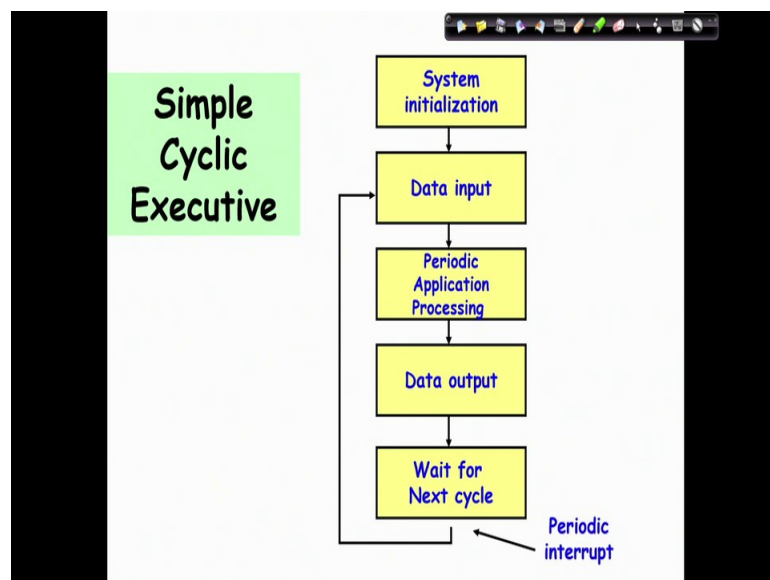 Simple
Cyclic
Executive
System
initialization
Data input
Periodic
Application
Processing
Data output
Wait for
Next cycle
Periodic
interrupt